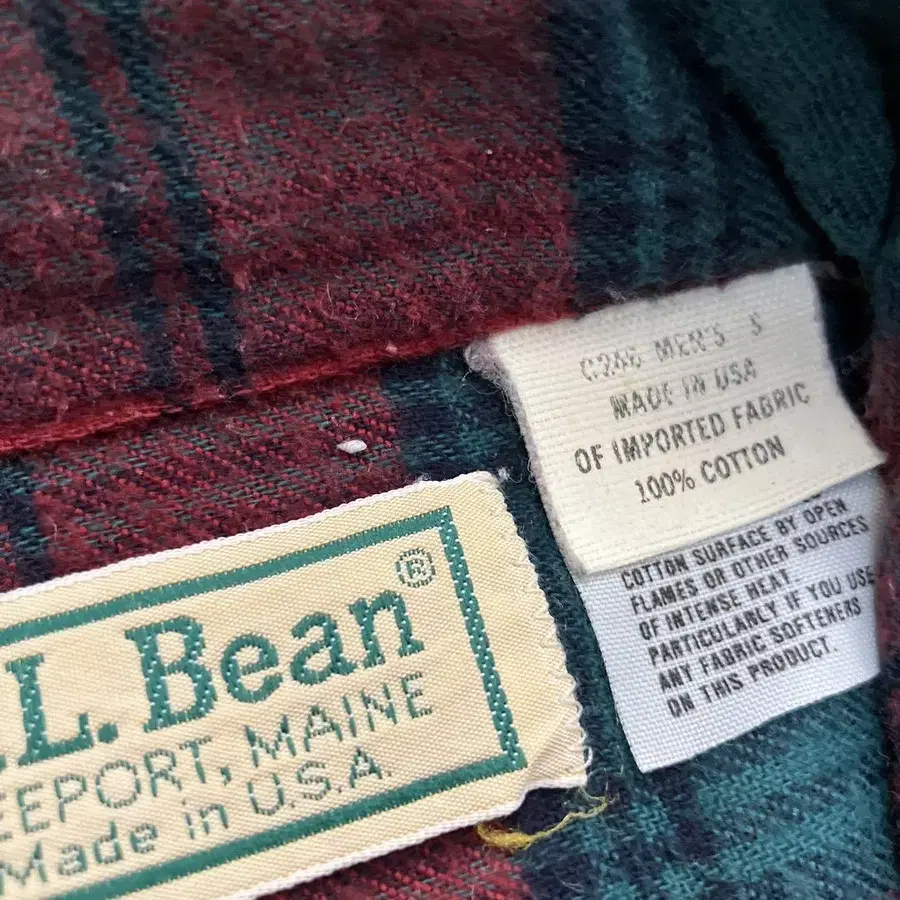 C246 MEN'S S
MADE IN USA
OF IMPORTED FABRIC
100% COTTON
COTTON SURFACE BY OPEN
FLAMES OR OTHER SOURCES
OF INTENSE HEAT.
PARTICULARLY IF YOU USE
ANY FABRIC SOFTENERS
ON THIS PRODUCT.
.L. Bean®
EEPORT, MAINE
Made in U.S.A.